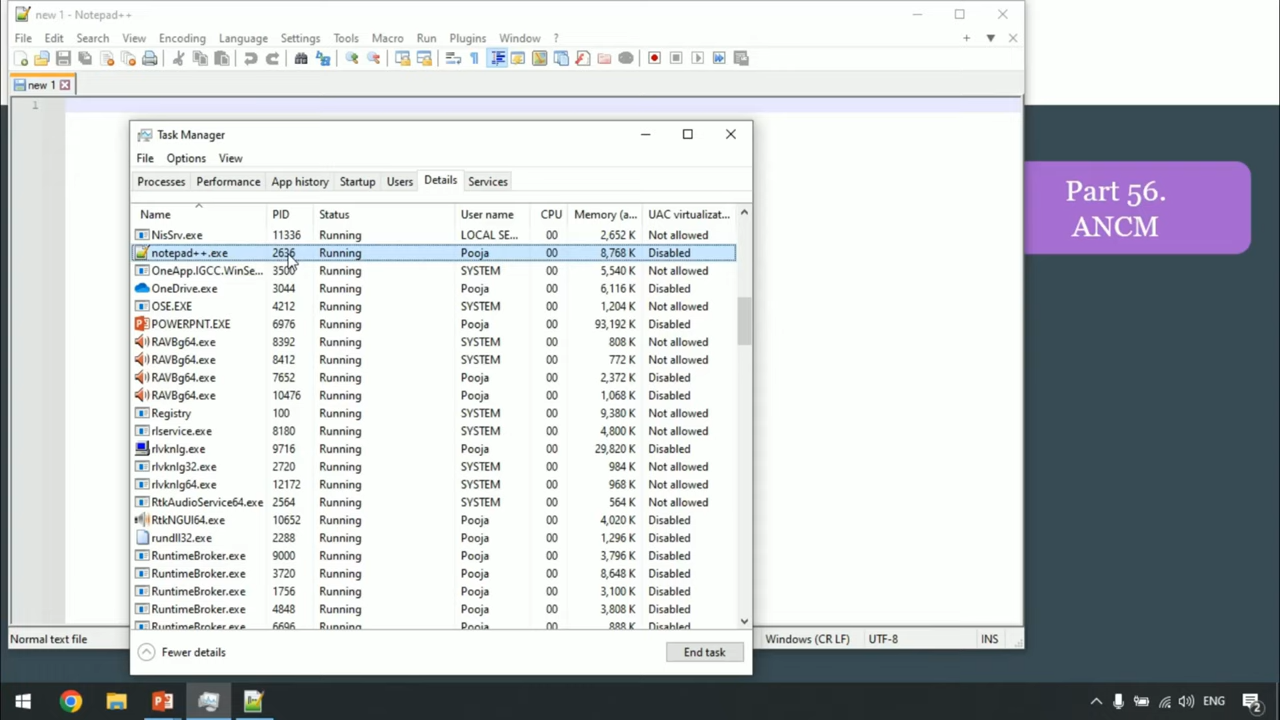 new 1 - Notepad++
File Edit Search View Encoding Language Settings Tools Macro Run Plugins Window ?
new 1
1
Part 56.
ANCM
Task Manager
File Options View
Processes Performance App history Startup Users Details Services
Name PID Status User name CPU Memory (a... UAC virtualizat...
NisSrv.exe 11336 Running LOCAL SE... 00 2,652 K Not allowed
notepad++.exe 2636 Running Pooja 00 8,768 K Disabled
OneApp.IGCC.WinSe... 3500 Running SYSTEM 00 5,540 K Not allowed
OneDrive.exe 3044 Running Pooja 00 6,116 K Disabled
OSE.EXE 4212 Running SYSTEM 00 1,204 K Not allowed
POWERPNT.EXE 6976 Running Pooja 00 93,192 K Disabled
RAVBg64.exe 8392 Running SYSTEM 00 808 K Not allowed
RAVBg64.exe 8412 Running SYSTEM 00 772 K Not allowed
RAVBg64.exe 7652 Running Pooja 00 2,372 K Disabled
RAVBg64.exe 10476 Running Pooja 00 1,068 K Disabled
Registry 100 Running SYSTEM 00 9,380 K Not allowed
rlservice.exe 8180 Running SYSTEM 00 4,800 K Not allowed
rlvknlg.exe 9716 Running Pooja 00 29,820 K Disabled
rlvknlg32.exe 2720 Running SYSTEM 00 984 K Not allowed
rlvknlg64.exe 12172 Running SYSTEM 00 968 K Not allowed
RtkAudioService64.exe 2564 Running SYSTEM 00 564 K Not allowed
RtkNGUI64.exe 10652 Running Pooja 00 4,020 K Disabled
rundll32.exe 2288 Running Pooja 00 1,296 K Disabled
RuntimeBroker.exe 9000 Running Pooja 00 3,796 K Disabled
RuntimeBroker.exe 3720 Running Pooja 00 8,648 K Disabled
RuntimeBroker.exe 1756 Running Pooja 00 3,100 K Disabled
RuntimeBroker.exe 4848 Running Pooja 00 3,808 K Disabled
RuntimeBroker.exe 6696 Running Pooja 00 888 K Disabled
Fewer details End task
Normal text file Windows (CR LF) UTF-8 INS
ENG 2